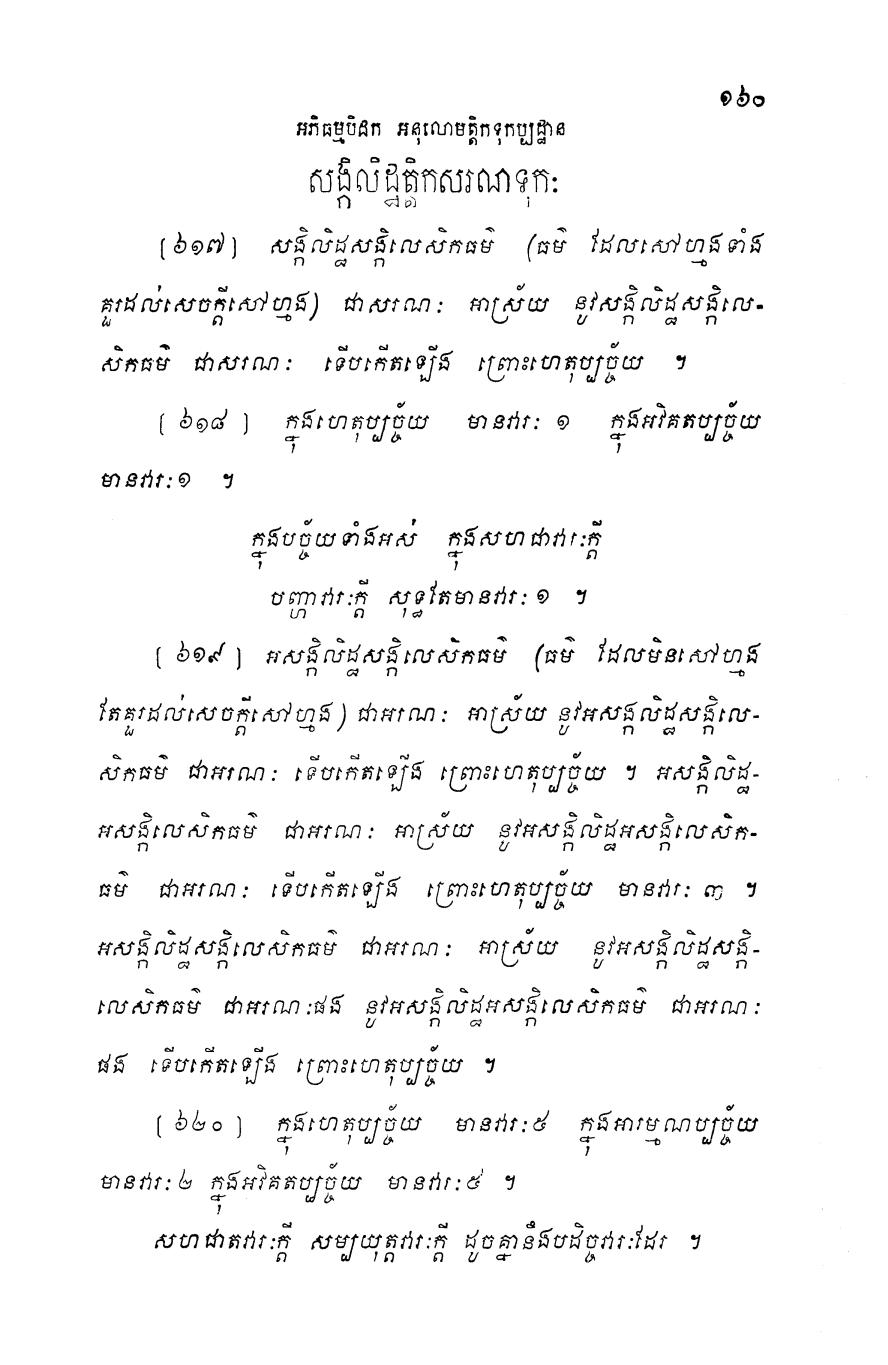 ១៦០
អភិធម្មបិដក អនុលោមត្តិកទុកប្បដ្ឋាន
សង្កិលិដ្ឋត្តិកសរណទុកៈ
[៦១៧] សង្កិលិដ្ឋសង្កិលេសិកធម៌ (ធម៌ ដែលសៅហ្មងទាំង
គួរដល់សេចក្តីសៅហ្មង) ជាសរណៈ អាស្រ័យ នូវសង្កិលិដ្ឋសង្កិលេ-
សិកធម៌ ជាសរណៈ ទើបកើតឡើង ព្រោះហេតុប្បច្ច័យ ។
[៦១៨] ក្នុងហេតុប្បច្ច័យ មានវារៈ ១ ក្នុងអវិគតប្បច្ច័យ
មានវារៈ១ ។
ក្នុងបច្ច័យទាំងអស់ ក្នុងសហជាវារៈក្តី
បញ្ហាវារៈក្តី សុទ្ធតែមានវារៈ ១ ។
[៦១៩] អសង្កិលិដ្ឋសង្កិលេសិកធម៌ (ធម៌ ដែលមិនសៅហ្មង
តែគួរដល់សេចក្តីសៅហ្មង) ជាអរណៈ អាស្រ័យ នូវអសង្កលិដ្ឋសង្កិលេ-
សិកធម៌ ជាអរណៈ ទើបកើតឡើង ព្រោះហេតុប្បច្ច័យ ។ អសង្កិលិដ្ឋ-
អសង្កិលេសិកធម៌ ជាអរណៈ អាស្រ័យ នូវអសង្កិលិដ្ឋអសង្កិលេសិក-
ធម៌ ជាអរណៈ ទើបកើតឡើង ព្រោះហេតុប្បច្ច័យ មានវារៈ ៣ ។
អសង្កិលិដ្ឋសង្កិលេសិកធម៌ ជាអរណៈ អាស្រ័យ នូវអសង្កិលិដ្ឋសង្កិ-
លេសិកធម៌ ជាអរណៈផង នូវអសង្កិលិដ្ឋអសង្កិលេសិកធម៌ ជាអរណៈ
ផង ទើបកើតឡើង ព្រោះហេតុប្បច្ច័យ ។
[៦២០] ក្នុងហេតុប្បច្ច័យ មានវារៈ៥ ក្នុងអារម្មណប្បច្ច័យ
មានវារៈ២ ក្នុងអវិគតប្បច្ច័យ មានវារៈ៥ ។
សហជាតវារៈក្តី សម្បយុត្តវារៈក្តី ដូចគ្នានឹងបដិច្ចវារៈដែរ ។